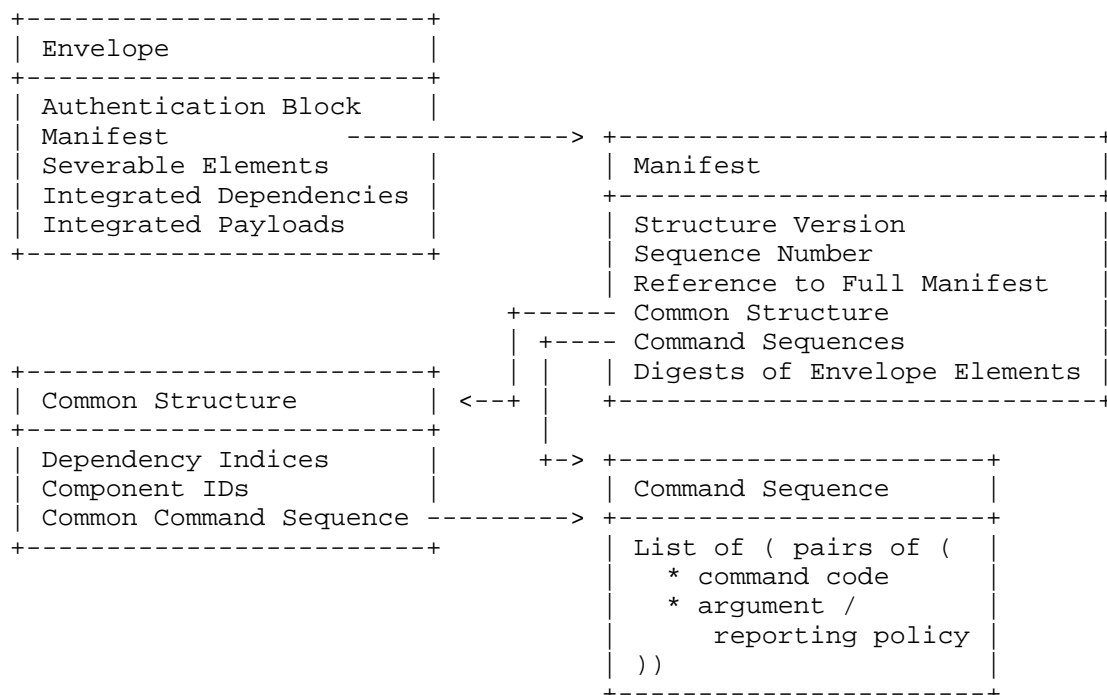 Envelope
Authentication Block
Manifest
Severable Elements
Integrated Dependencies
Integrated Payloads
Manifest
Structure Version
Sequence Number
Reference to Full Manifest
Common Structure
Command Sequences
Digests of Envelope Elements
Common Structure
Dependency Indices
Component IDs
Common Command Sequence
Command Sequence
List of ( pairs of (
* command code
* argument /
reporting policy
))